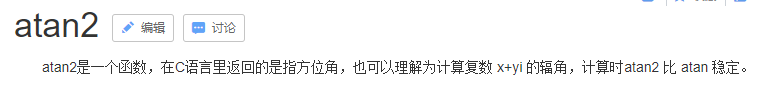 atan2 编辑 讨论
atan2是一个函数，在C语言里返回的是指方位角，也可以理解为计算复数 x+yi 的辐角，计算时atan2 比 atan 稳定。